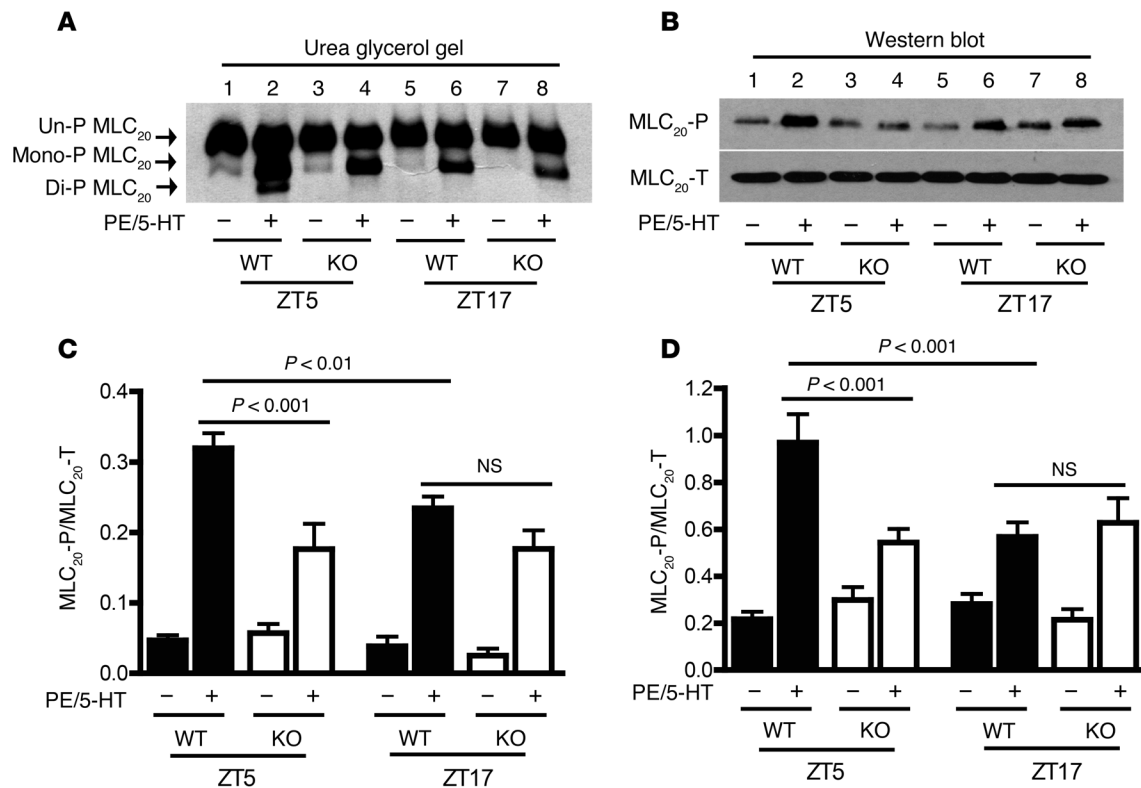 A
Urea glycerol gel
1 2 3 4 5 6 7 8
Un-P MLC20
Mono-P MLC20
Di-P MLC20
PE/5-HT − + − + − + − +
WT KO WT KO
ZT5 ZT17
B
Western blot
1 2 3 4 5 6 7 8
MLC20-P
MLC20-T
PE/5-HT − + − + − + − +
WT KO WT KO
ZT5 ZT17
C
P < 0.01
P < 0.001
NS
MLC20-P/MLC20-T
0.4
0.3
0.2
0.1
0.0
PE/5-HT − + − + − + − +
WT KO WT KO
ZT5 ZT17
D
P < 0.001
P < 0.001
NS
MLC20-P/MLC20-T
1.2
1.0
0.8
0.6
0.4
0.2
0.0
PE/5-HT − + − + − + − +
WT KO WT KO
ZT5 ZT17